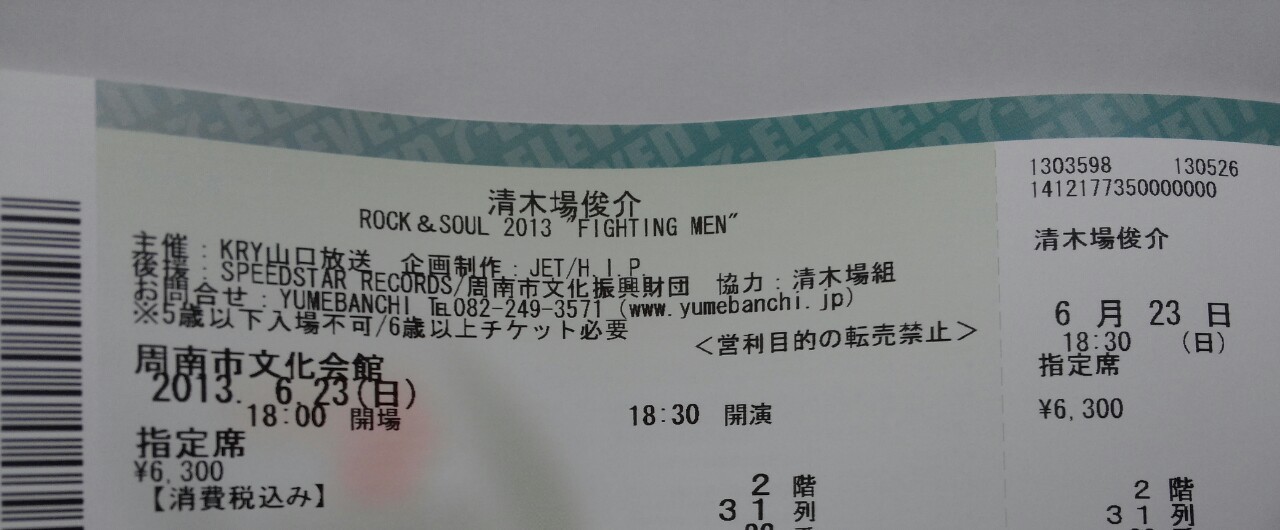 7-ELEVEN 7-ELEVEN
清木場俊介
ROCK＆SOUL 2013 "FIGHTING MEN"
主催：KRY山口放送　企画制作：JET/H.I.P.
後援：SPEEDSTAR RECORDS/周南市文化振興財団　協力：清木場組
お問合せ：YUMEBANCHI ℡082-249-3571（www.yumebanchi.jp）
※5歳以下入場不可/6歳以上チケット必要
＜営利目的の転売禁止＞
周南市文化会館
2013. 6.23(日)
18:00 開場　18:30 開演
指定席
¥6,300
【消費税込み】
2 階
31 列
1303598 130526
1412177350000000
清木場俊介
6 月 23 日
18:30 （日）
指定席
¥6,300
2 階
31 列